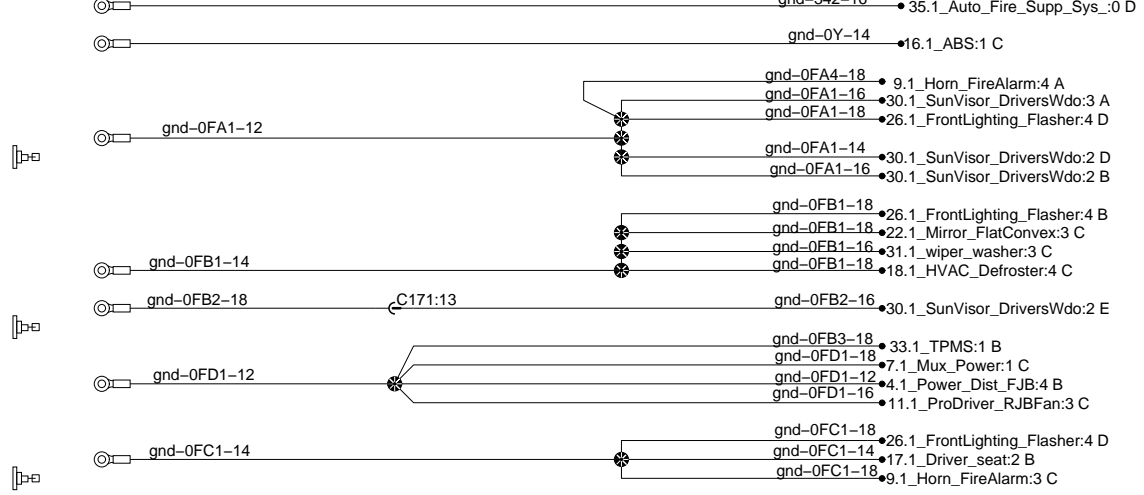 gnd-342-16 35.1_Auto_Fire_Supp_Sys_:0 D
gnd-0Y-14 16.1_ABS:1 C
gnd-0FA4-18 9.1_Horn_FireAlarm:4 A
gnd-0FA1-16 30.1_SunVisor_DriversWdo:3 A
gnd-0FA1-18 26.1_FrontLighting_Flasher:4 D
gnd-0FA1-12
gnd-0FA1-14 30.1_SunVisor_DriversWdo:2 D
gnd-0FA1-16 30.1_SunVisor_DriversWdo:2 B
gnd-0FB1-18 26.1_FrontLighting_Flasher:4 B
gnd-0FB1-18 22.1_Mirror_FlatConvex:3 C
gnd-0FB1-16 31.1_wiper_washer:3 C
gnd-0FB1-14 gnd-0FB1-18 18.1_HVAC_Defroster:4 C
gnd-0FB2-18 C171:13 gnd-0FB2-16 30.1_SunVisor_DriversWdo:2 E
gnd-0FB3-18 33.1_TPMS:1 B
gnd-0FD1-18 7.1_Mux_Power:1 C
gnd-0FD1-12 gnd-0FD1-12 4.1_Power_Dist_FJB:4 B
gnd-0FD1-16 11.1_ProDriver_RJBFan:3 C
gnd-0FC1-18 26.1_FrontLighting_Flasher:4 D
gnd-0FC1-14 gnd-0FC1-14 17.1_Driver_seat:2 B
gnd-0FC1-18 9.1_Horn_FireAlarm:3 C